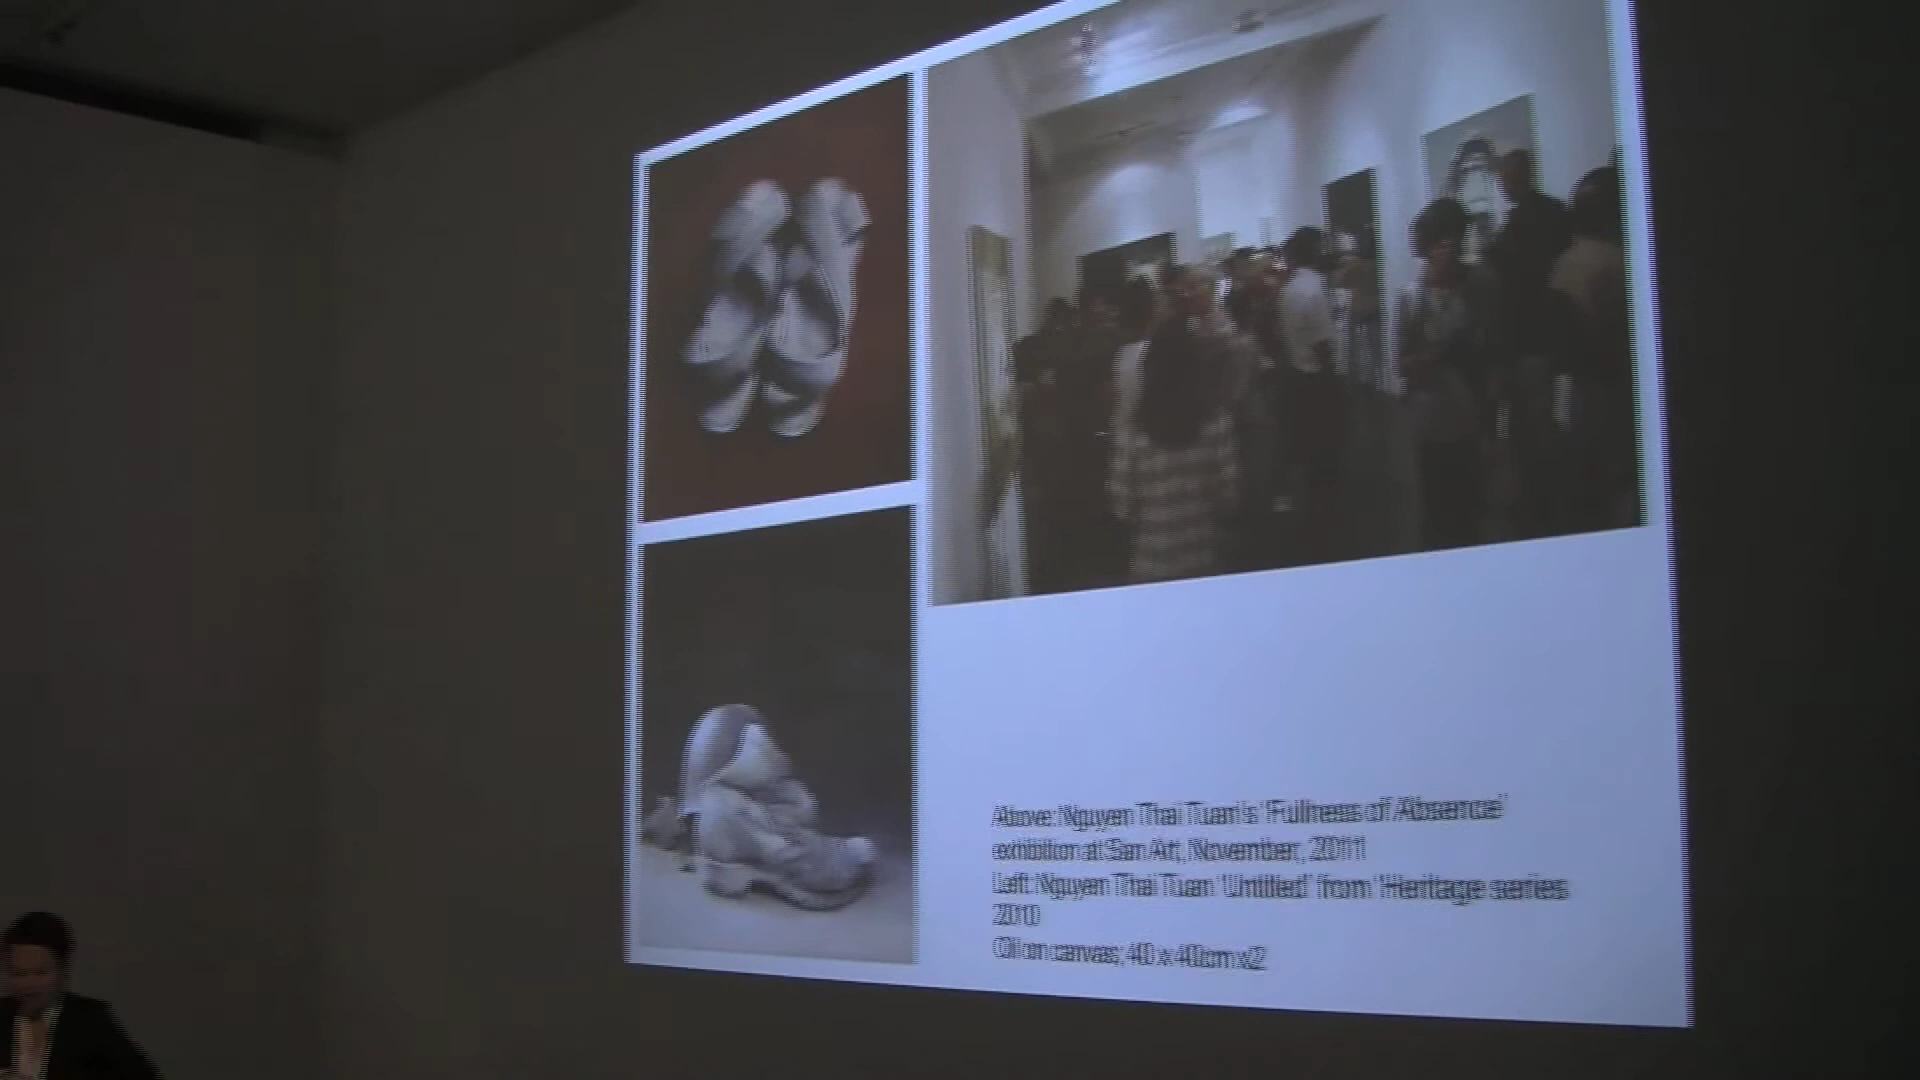 Above: Nguyen Thai Tuan's 'Fullness of Absence'
exhibition at San Art, November, 2011
Left: Nguyen Thai Tuan 'Untitled' from 'Heritage series
2010
Oil on canvas; 40 x 40cm x2